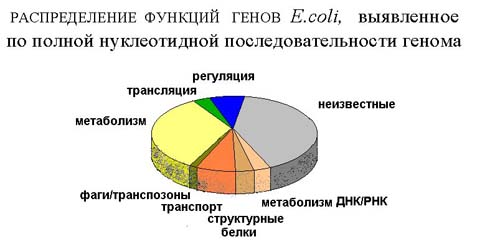 РАСПРЕДЕЛЕНИЕ ФУНКЦИЙ ГЕНОВ E.coli, выявленное
по полной нуклеотидной последовательности генома
регуляция
трансляция
неизвестные
метаболизм
фаги/транспозоны
метаболизм ДНК/РНК
транспорт
структурные
белки